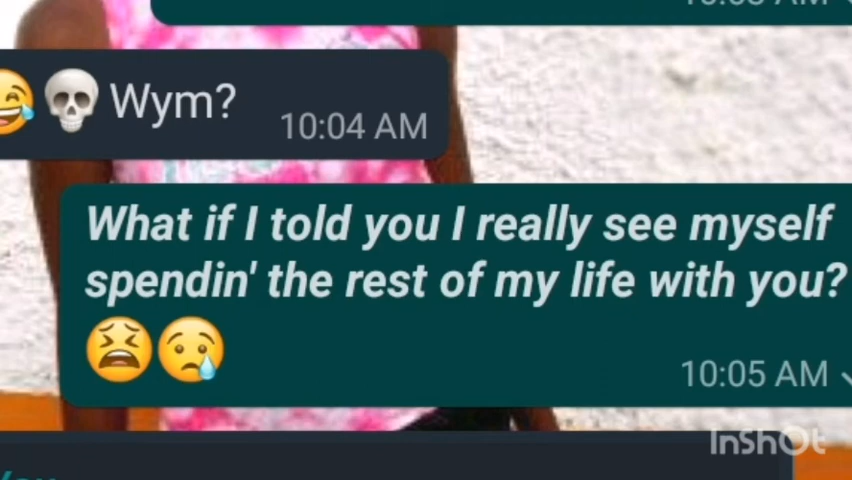 😂💀Wym?
10:04 AM
What if I told you I really see myself
spendin' the rest of my life with you?
😫😢
10:05 AM
InShOt